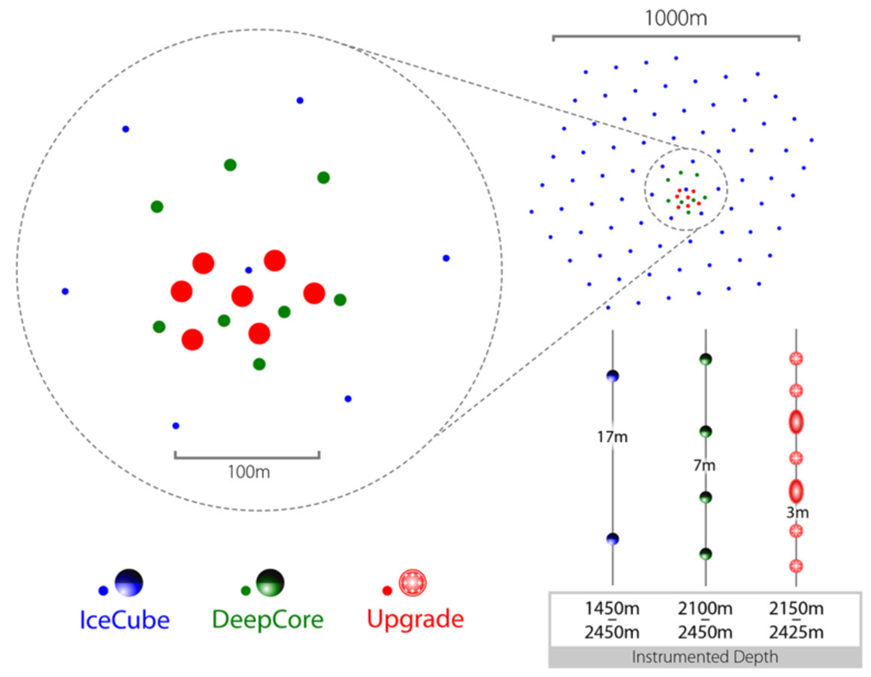 1000m
100m
17m
7m
3m
IceCube
DeepCore
Upgrade
1450m 2100m 2150m
– – –
2450m 2450m 2425m
Instrumented Depth